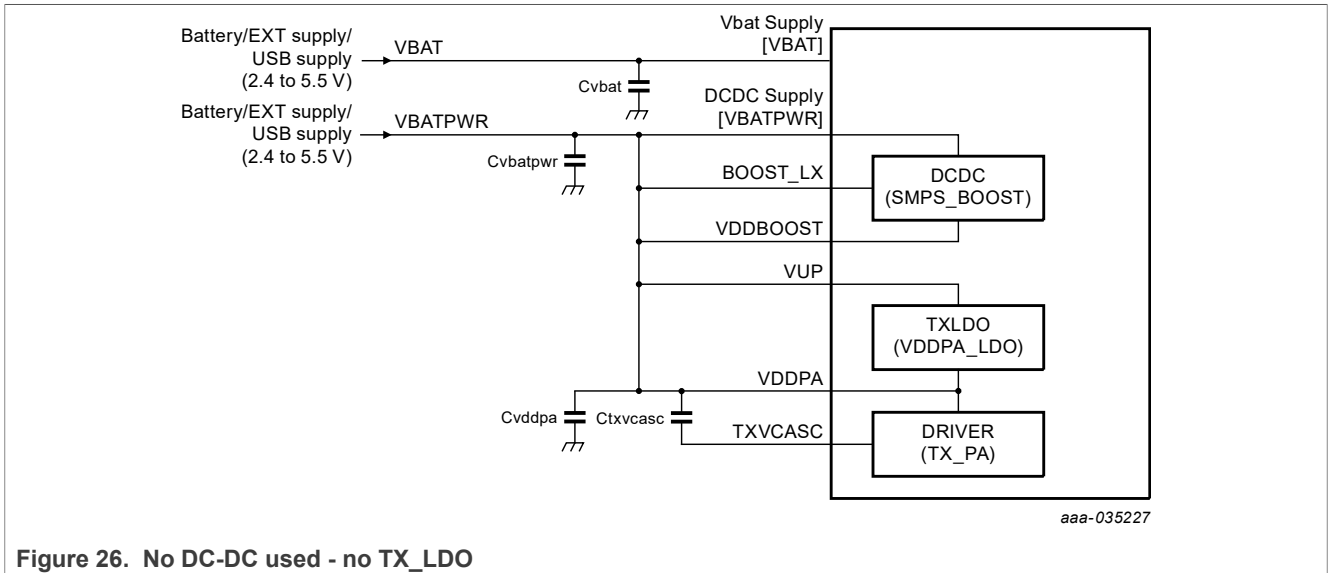 Battery/EXT supply/
USB supply
(2.4 to 5.5 V)
VBAT
Vbat Supply
[VBAT]
Cvbat
Battery/EXT supply/
USB supply
(2.4 to 5.5 V)
VBATPWR
DCDC Supply
[VBATPWR]
Cvbatpwr
BOOST_LX
DCDC
(SMPS_BOOST)
VDDBOOST
VUP
TXLDO
(VDDPA_LDO)
VDDPA
Cvddpa
Ctxvcasc
TXVCASC
DRIVER
(TX_PA)
aaa-035227
Figure 26. No DC-DC used - no TX_LDO